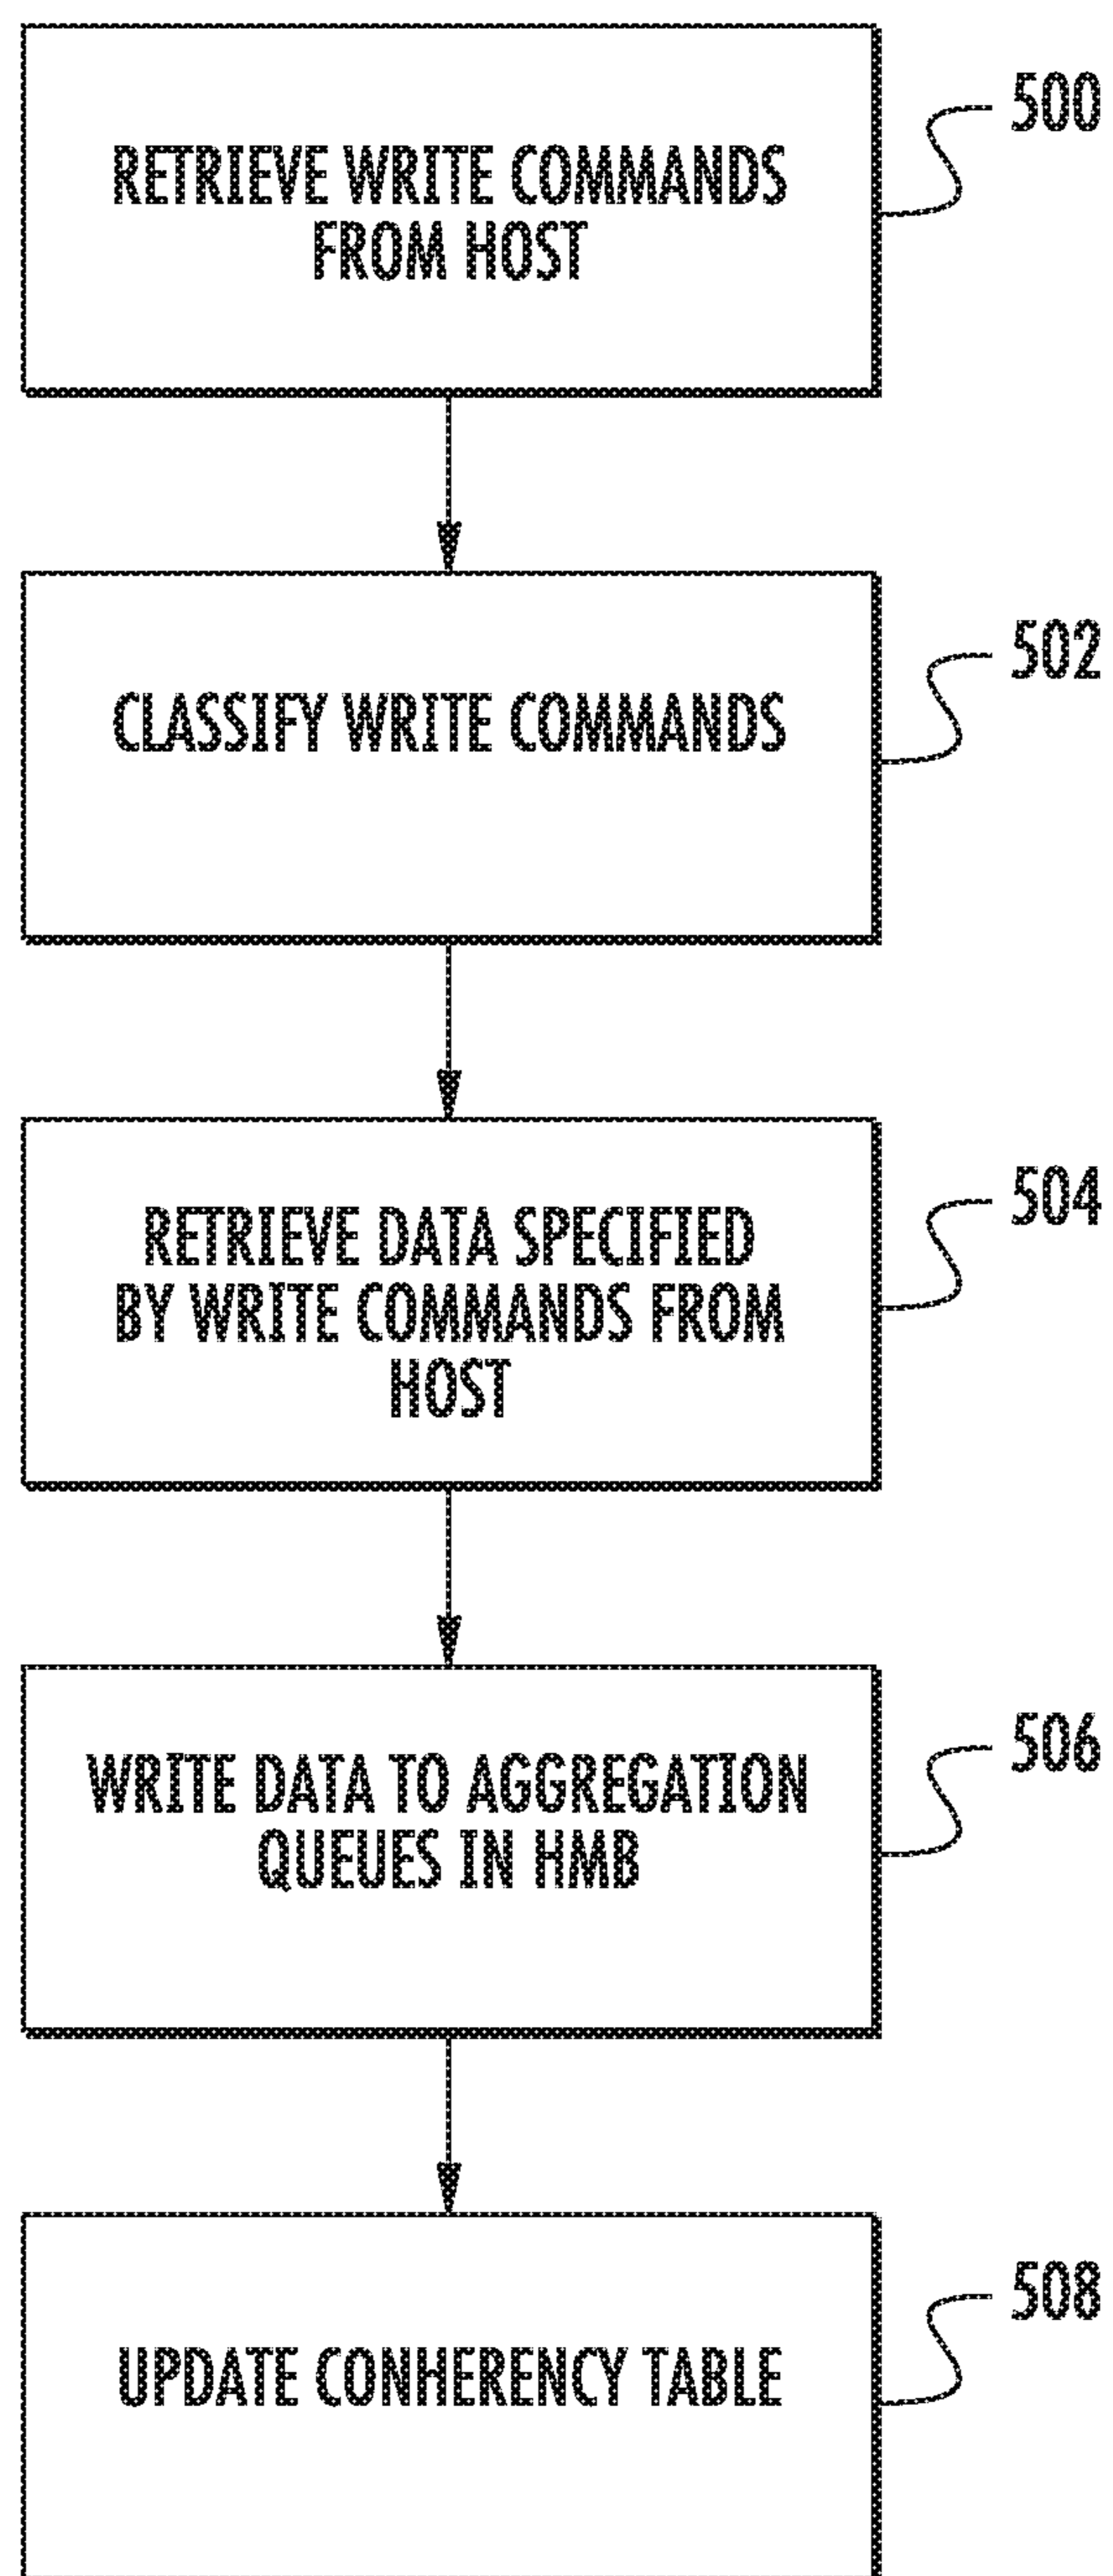 RETRIEVE WRITE COMMANDS
FROM HOST
500
CLASSIFY WRITE COMMANDS
502
RETRIEVE DATA SPECIFIED
BY WRITE COMMANDS FROM
HOST
504
WRITE DATA TO AGGREGATION
QUEUES IN HMB
506
UPDATE CONHERENCY TABLE
508